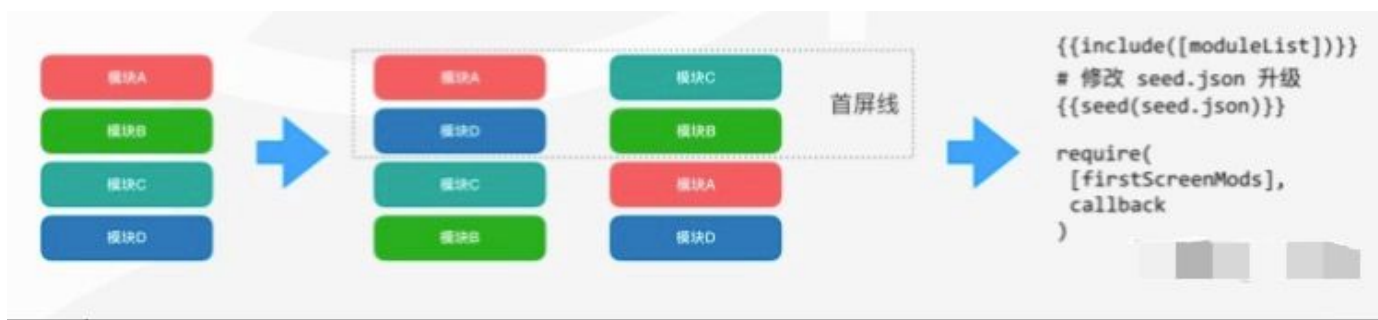 模块A
模块B
模块C
模块D
模块A
模块D
模块C
模块B
模块C
模块B
模块A
模块D
首屏线
{{include([moduleList])}}
# 修改 seed.json 升级
{{seed(seed.json)}}
require(
[firstScreenMods],
callback
)